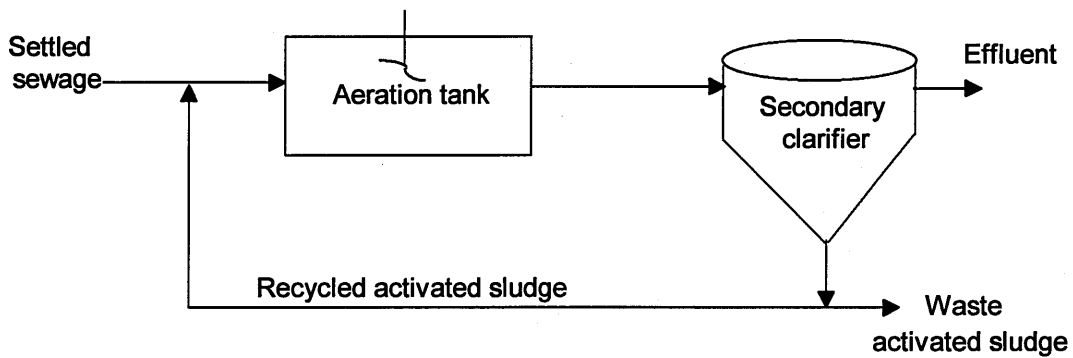 Settled
sewage
Aeration tank
Secondary
clarifier
Effluent
Recycled activated sludge
Waste
activated sludge